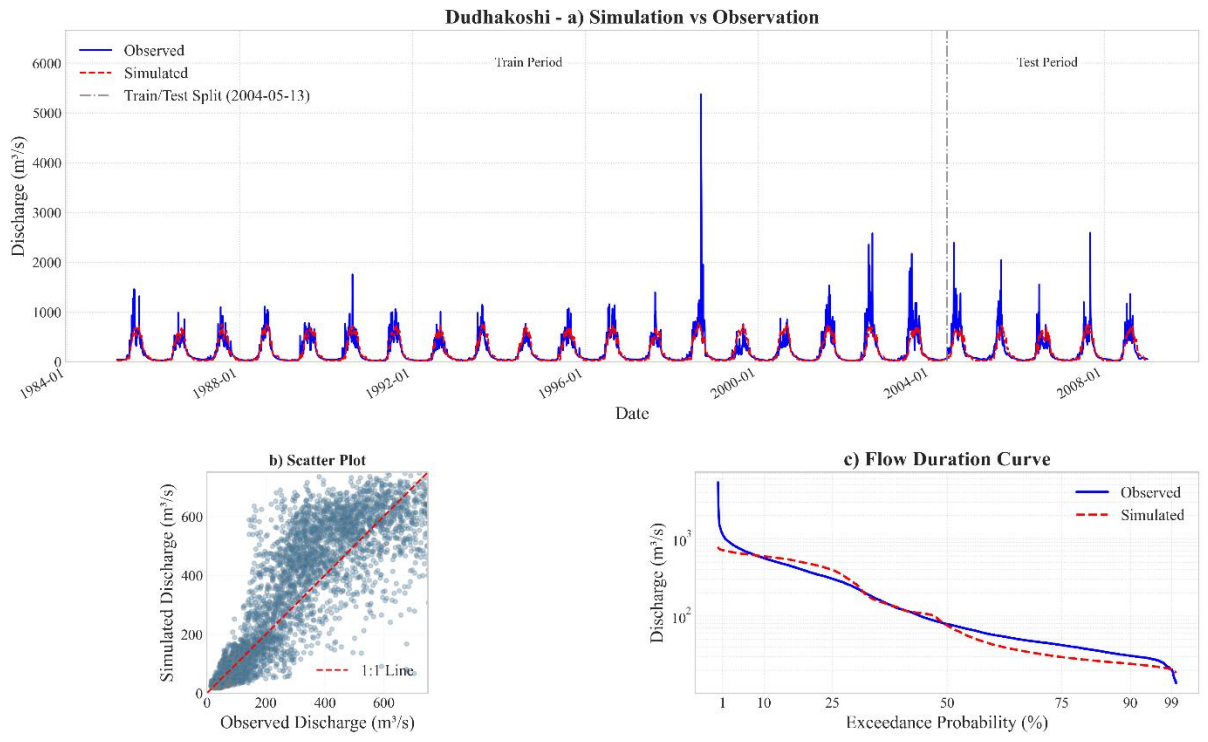 Dudhakoshi - a) Simulation vs Observation
Observed
Simulated
Train/Test Split (2004-05-13)
Train Period
Test Period
Discharge (m³/s)
6000
5000
4000
3000
2000
1000
0
1984-01
1988-01
1992-01
1996-01
2000-01
2004-01
2008-01
Date
b) Scatter Plot
Simulated Discharge (m³/s)
600
400
200
0
1:1 Line
0
200
400
600
Observed Discharge (m³/s)
c) Flow Duration Curve
Observed
Simulated
Discharge (m³/s)
10³
10²
1
10
25
50
75
90
99
Exceedance Probability (%)